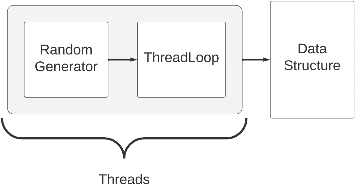 Random
Generator
ThreadLoop
Data
Structure
Threads